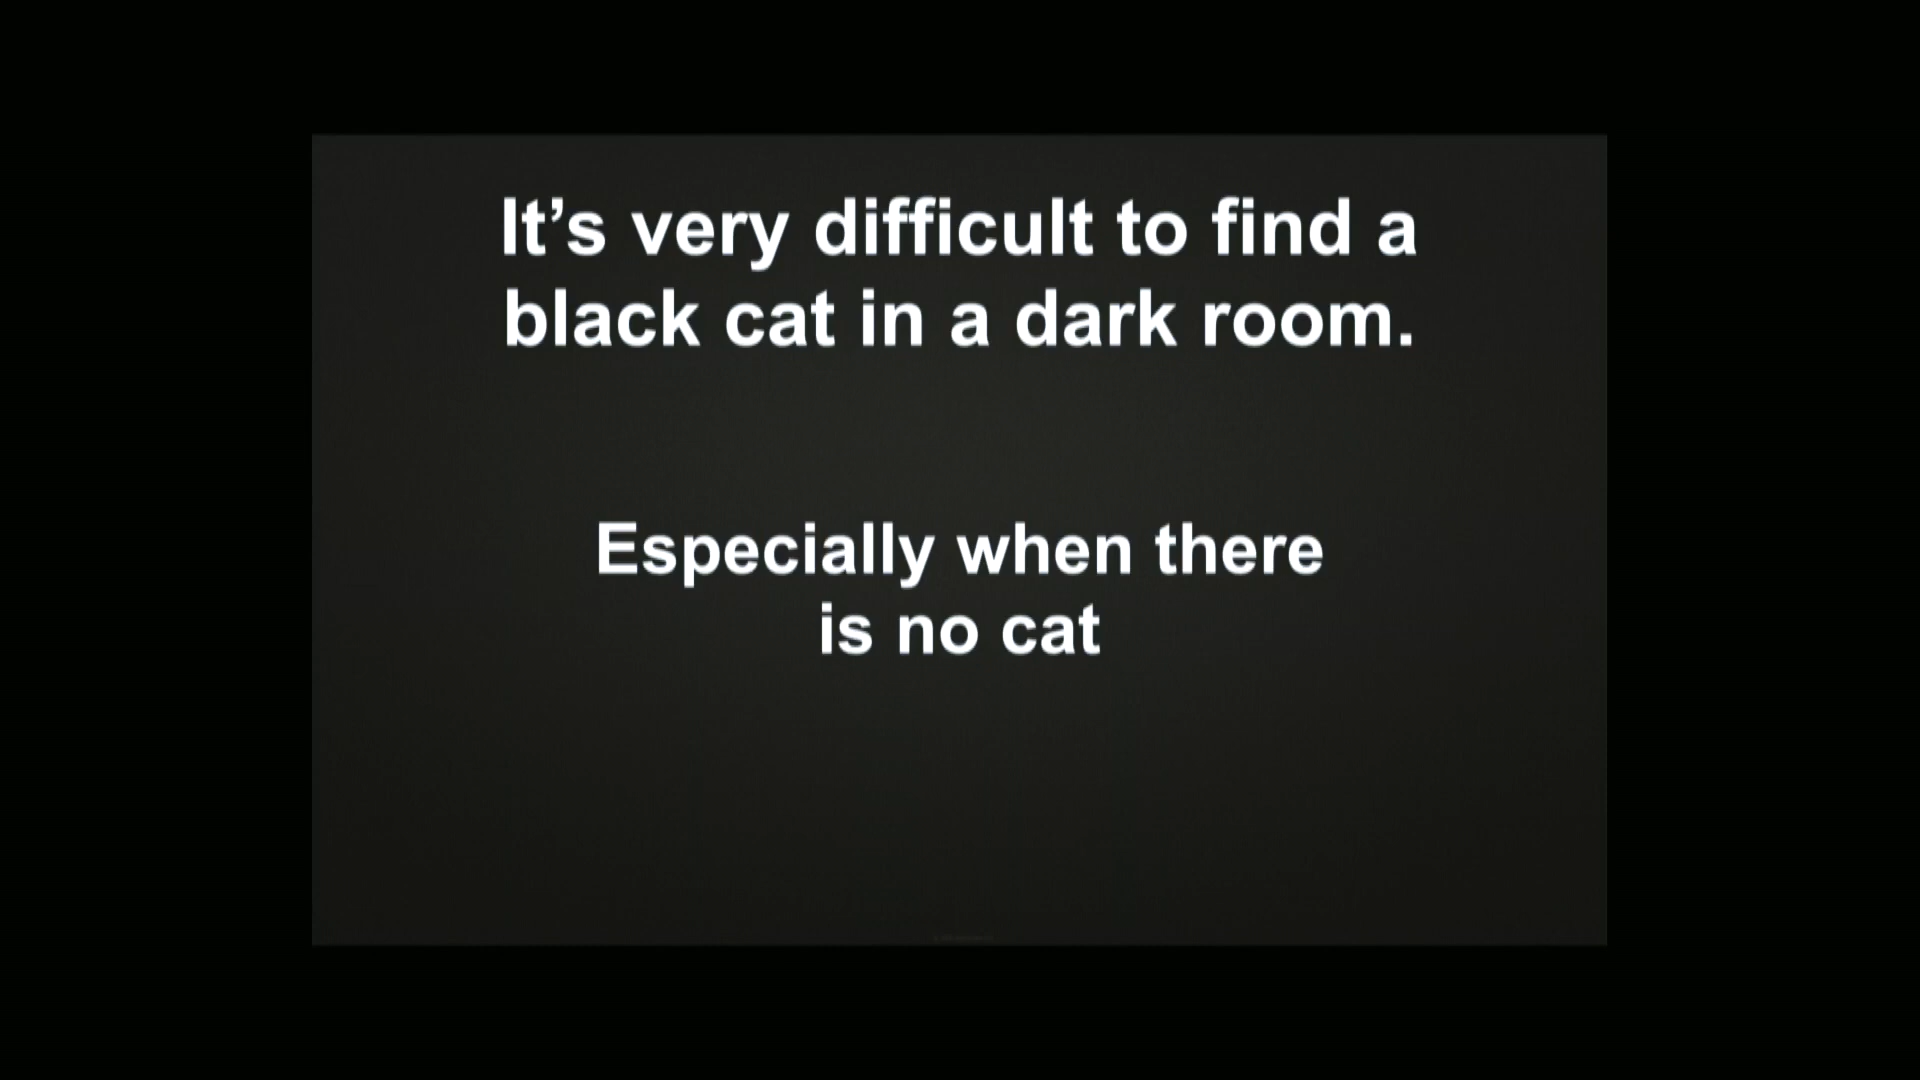 It’s very difficult to find a
black cat in a dark room.
Especially when there
is no cat